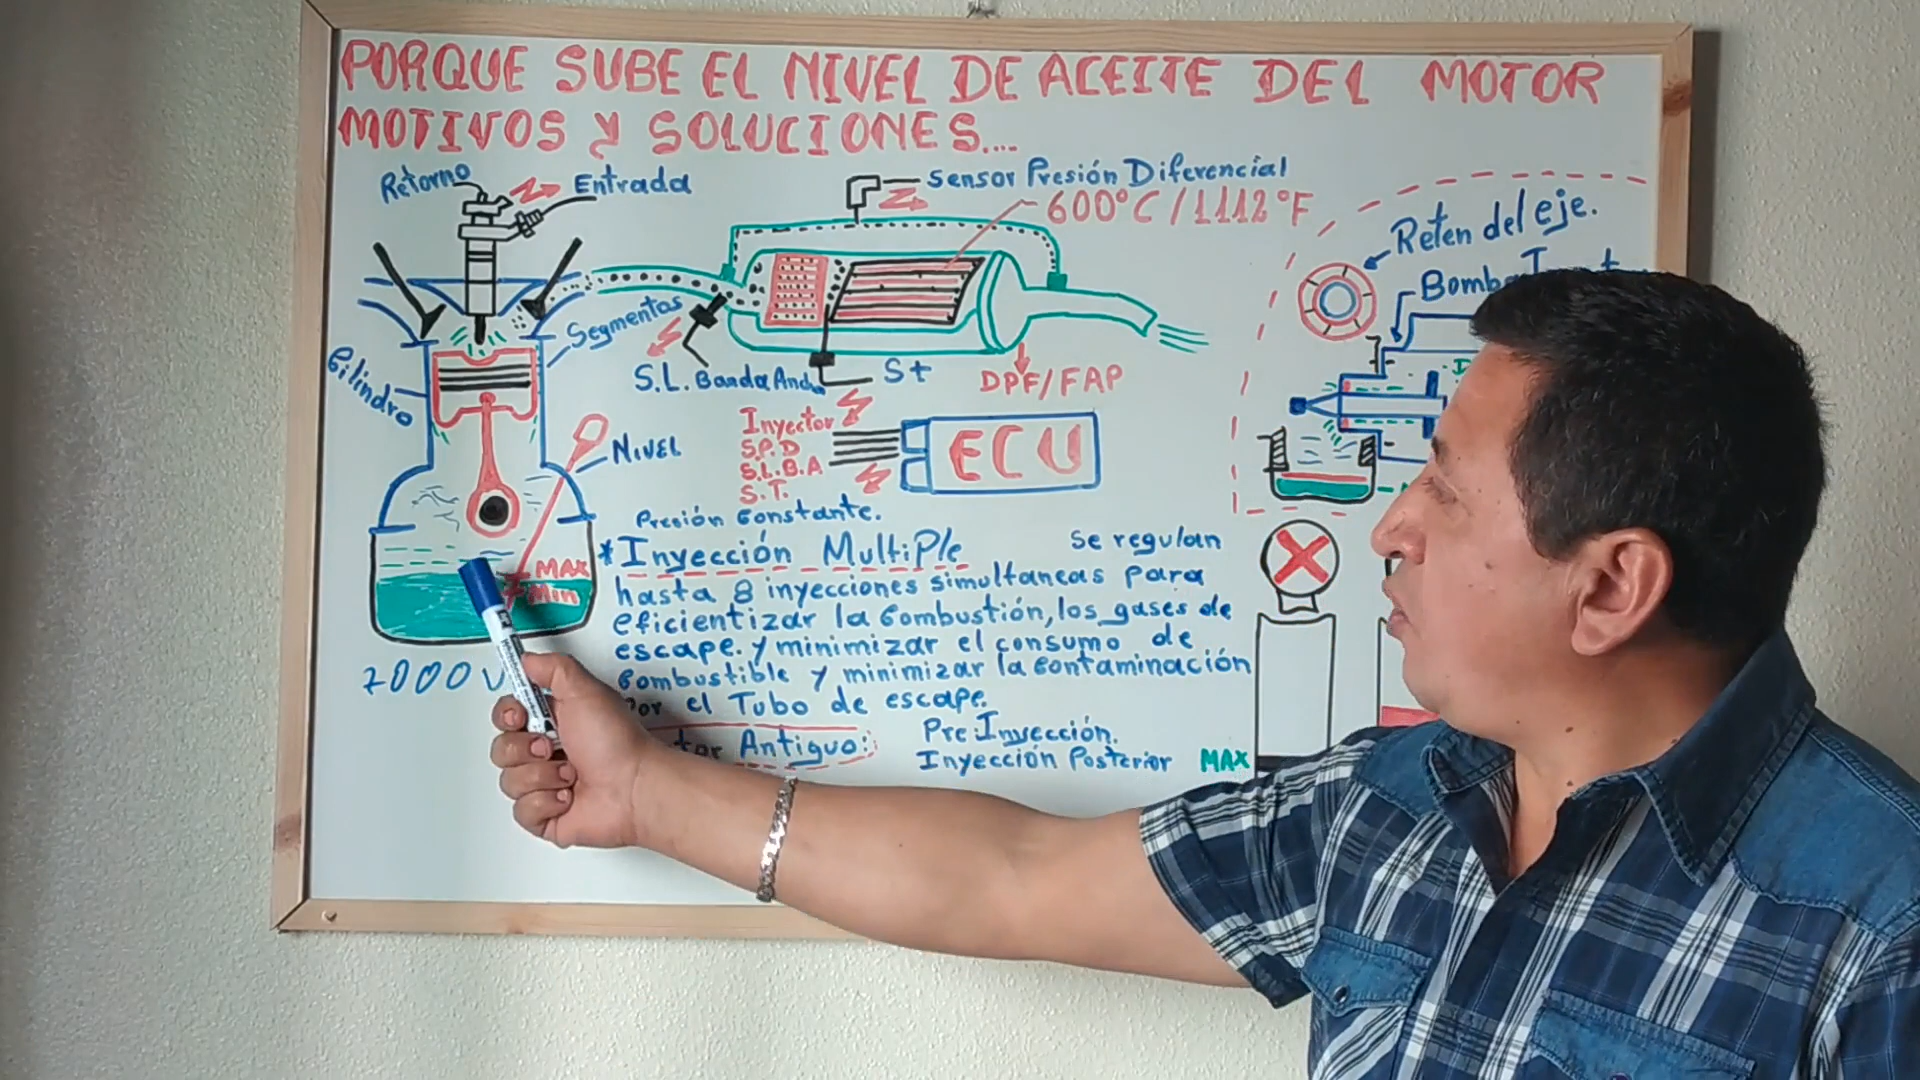 PORQUE SUBE EL NIVEL DE ACEITE DEL MOTOR
MOTIVOS Y SOLUCIONES....
Retorno
Entrada
Sensor Presión Diferencial
600°C / 1112°F
Reten del eje.
Segmentos
Cilindro
S.L. Banda Ancha
S+
DPF/FAP
Inyector
S.P.D
S.L.B.A
S.T.
ECU
NIVEL
MAX
Min
Presión Constante.
*Inyección Multiple Se regulan
hasta 8 inyecciones simultaneas para
eficientizar la combustión, los gases de
escape. y minimizar el consumo de
combustible y minimizar la contaminación
por el Tubo de escape.
Antiguo:
Pre Inyección.
Inyección Posterior
MAX